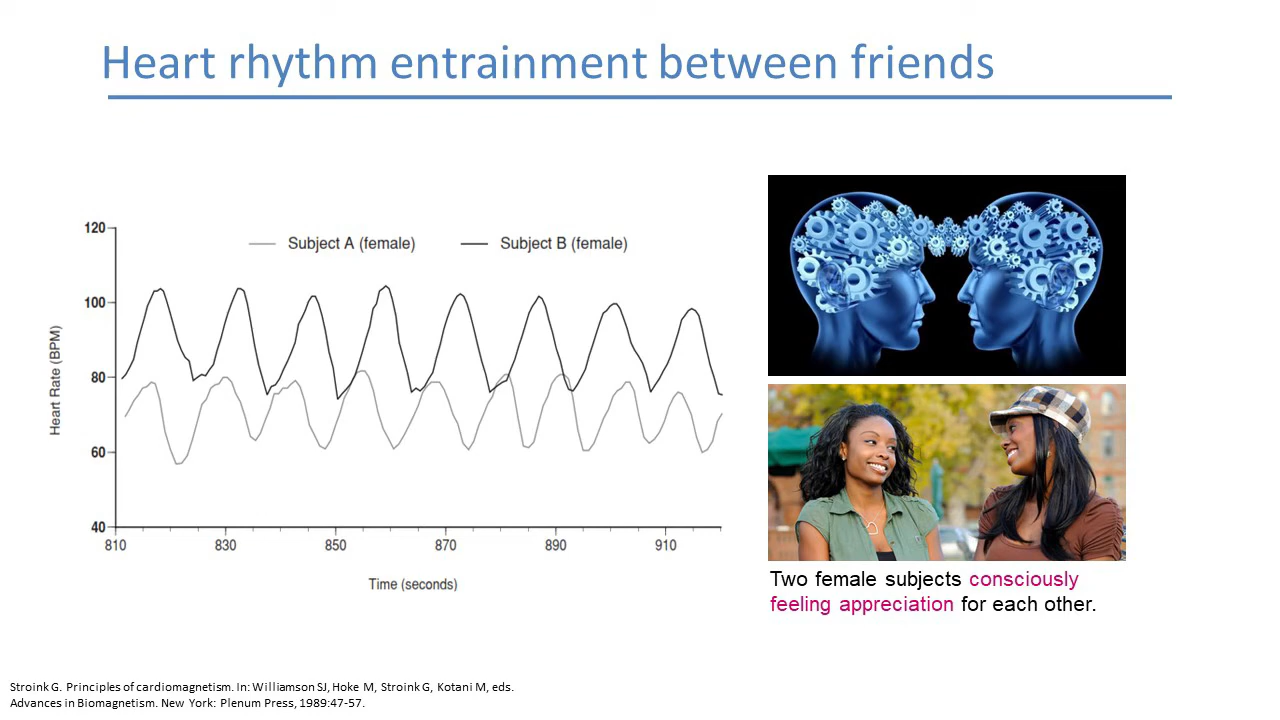 Heart rhythm entrainment between friends
120
100
80
60
40
Heart Rate (BPM)
Subject A (female) Subject B (female)
810 830 850 870 890 910
Time (seconds)
Two female subjects consciously
feeling appreciation for each other.
Stroink G. Principles of cardiomagnetism. In: Williamson SJ, Hoke M, Stroink G, Kotani M, eds.
Advances in Biomagnetism. New York: Plenum Press, 1989:47-57.